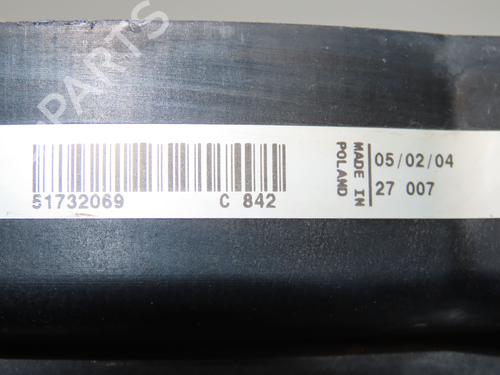 PARTS
51732069 C 842
MADE IN
POLAND
05/02/04
27 007